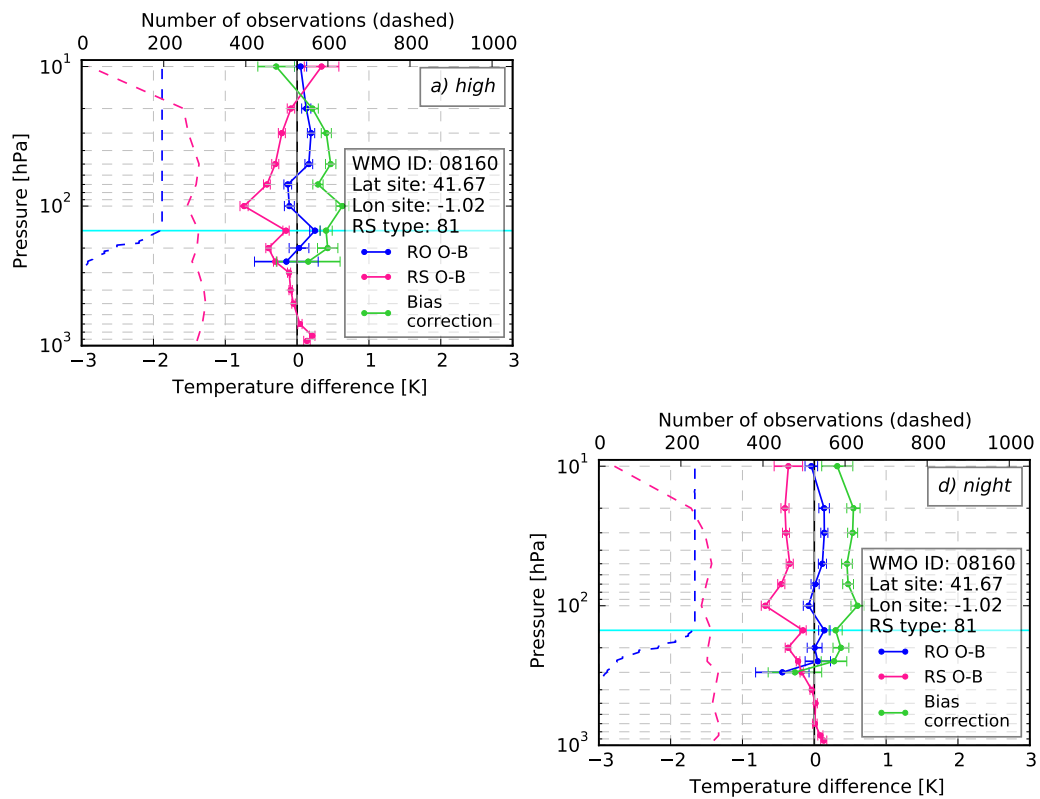 Number of observations (dashed)
0 200 400 600 800 1000
10¹
a) high
Pressure [hPa]
WMO ID: 08160
Lat site: 41.67
10²
Lon site: -1.02
RS type: 81
RO O-B
RS O-B
Bias
correction
10³
−3 −2 −1 0 1 2 3
Temperature difference [K]
Number of observations (dashed)
0 200 400 600 800 1000
10¹
d) night
Pressure [hPa]
WMO ID: 08160
Lat site: 41.67
10²
Lon site: -1.02
RS type: 81
RO O-B
RS O-B
Bias
correction
10³
−3 −2 −1 0 1 2 3
Temperature difference [K]